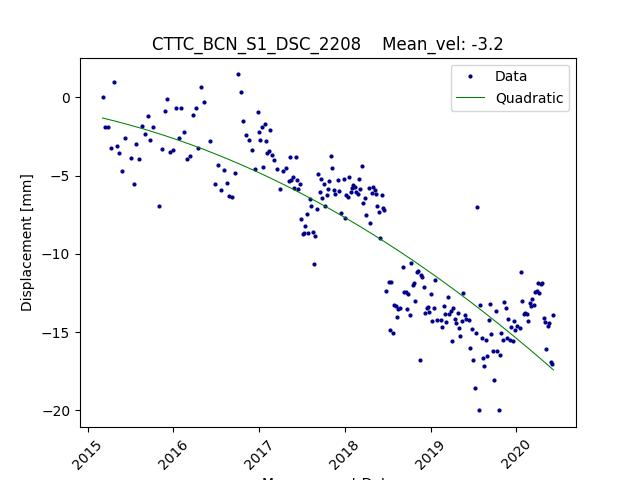 CTTC_BCN_S1_DSC_2208    Mean_vel: -3.2
Data
Quadratic
0
−5
−10
−15
−20
Displacement [mm]
2015
2016
2017
2018
2019
2020